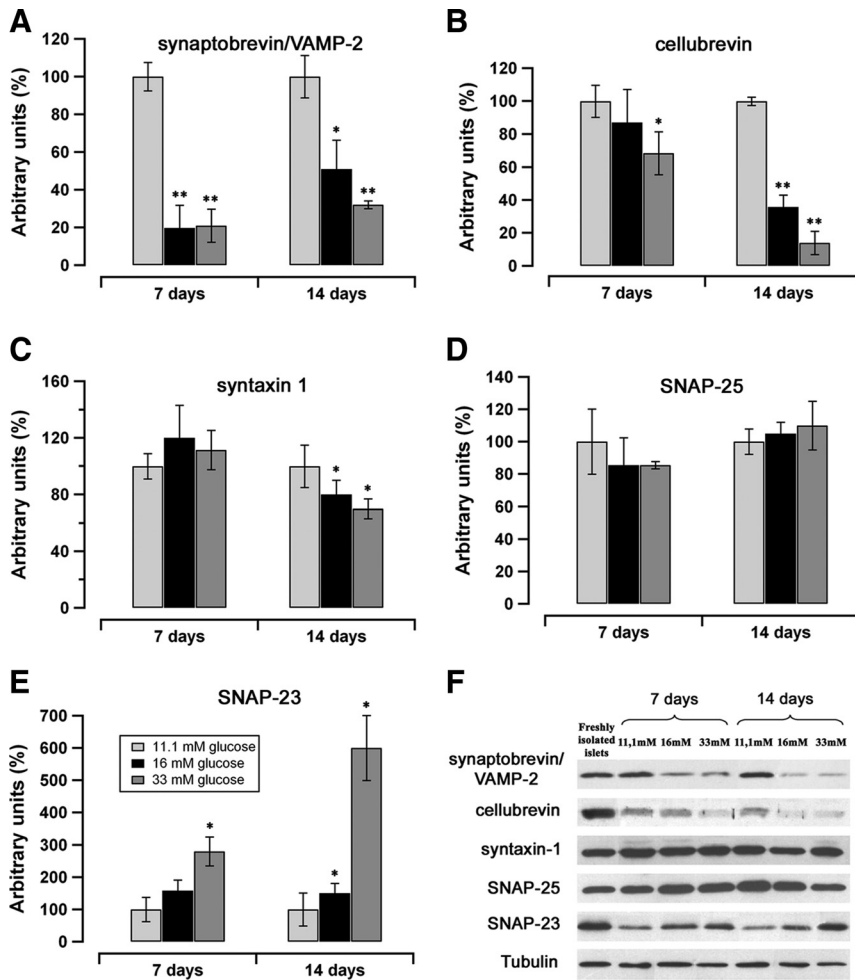 A
synaptobrevin/VAMP-2
Arbitrary units (%)
120
100
80
60
40
20
0
** ** * **
7 days 14 days
B
cellubrevin
Arbitrary units (%)
120
100
80
60
40
20
0
* ** **
7 days 14 days
C
syntaxin 1
Arbitrary units (%)
160
120
80
40
0
* *
7 days 14 days
D
SNAP-25
Arbitrary units (%)
140
120
100
80
60
40
20
0
7 days 14 days
E
SNAP-23
Arbitrary units (%)
700
600
500
400
300
200
100
0
11.1 mM glucose
16 mM glucose
33 mM glucose
* * *
7 days 14 days
F
7 days 14 days
Freshly
isolated
islets
11,1mM 16mM 33mM 11,1mM 16mM 33mM
synaptobrevin/
VAMP-2
cellubrevin
syntaxin-1
SNAP-25
SNAP-23
Tubulin